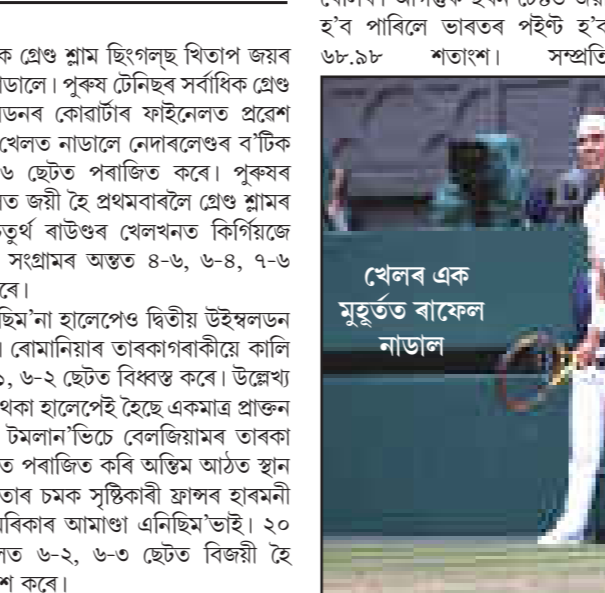 ক গ্ৰেণ্ড শ্লাম ছিংগল্‌ছ খিতাপ জয়ৰ
াডালে। পুৰুষ টেনিছৰ সৰ্বাধিক গ্ৰেণ্ড
লডনৰ কোৱাৰ্টাৰ ফাইনেলত প্ৰৱেশ
খেলত নাডালে নেদাৰলেণ্ডৰ ব'টিক
৬ ছেটত পৰাজিত কৰে। পুৰুষৰ
ত জয়ী হৈ প্ৰথমবাৰলৈ গ্ৰেণ্ড শ্লামৰ
তুৰ্থ ৰাউণ্ডৰ খেলখনত কিৰ্গিয়জে
সংগ্ৰামৰ অন্তত ৪-৬, ৬-৪, ৭-৬
ৰে।
ছিম'না হালেপেও দ্বিতীয় উইম্বলডন
। ৰোমানিয়াৰ তাৰকাগৰাকীয়ে কালি
, ৬-২ ছেটত বিধ্বস্ত কৰে। উল্লেখ্য
থকা হালেপেই হৈছে একমাত্ৰ প্ৰাক্তন
টমলান'ভিচে বেলজিয়ামৰ তাৰকা
ত পৰাজিত কৰি অন্তিম আঠত স্থান
তাৰ চমক সৃষ্টিকাৰী ফ্ৰান্সৰ হাৰমনী
মৰিকাৰ আমাণ্ডা এনিছিম'ভাই। ২০
লত ৬-২, ৬-৩ ছেটত বিজয়ী হৈ
শ কৰে।
হ'ব পাৰিলে ভাৰতৰ পইণ্ট হ'ব
৬৮.৯৮ শতাংশ। সম্প্ৰতি
খেলৰ এক
মুহূৰ্তত ৰাফেল
নাডাল